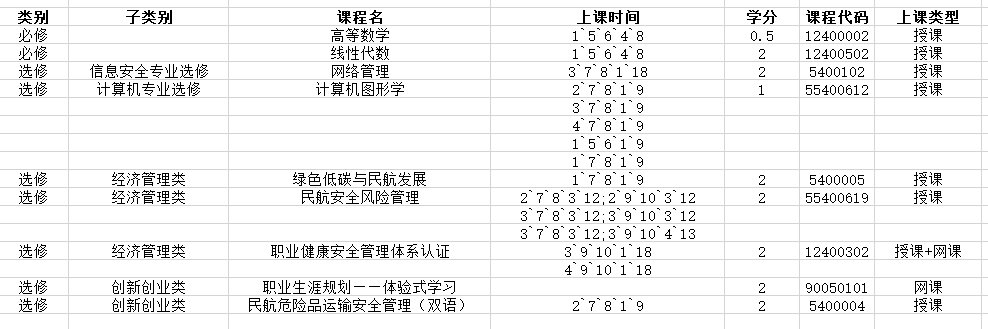 类别 子类别 课程名 上课时间 学分 课程代码 上课类型
必修 高等数学 1`5`6`4`8 0.5 12400002 授课
必修 线性代数 1`5`6`4`8 2 12400502 授课
选修 信息安全专业选修 网络管理 3`7`8`1`18 2 5400102 授课
选修 计算机专业选修 计算机图形学 2`7`8`1`9 1 55400612 授课
3`7`8`1`9
4`7`8`1`9
1`5`6`1`9
1`7`8`1`9
选修 经济管理类 绿色低碳与民航发展 1`7`8`1`9 2 5400005 授课
选修 经济管理类 民航安全风险管理 2`7`8`3`12;2`9`10`3`12 2 55400619 授课
3`7`8`3`12;3`9`10`3`12
3`7`8`3`12;3`9`10`4`13
选修 经济管理类 职业健康安全管理体系认证 3`9`10`1`18 2 12400302 授课+网课
4`9`10`1`18
选修 创新创业类 职业生涯规划——体验式学习 2 90050101 网课
选修 创新创业类 民航危险品运输安全管理（双语） 2`7`8`1`9 2 5400004 授课